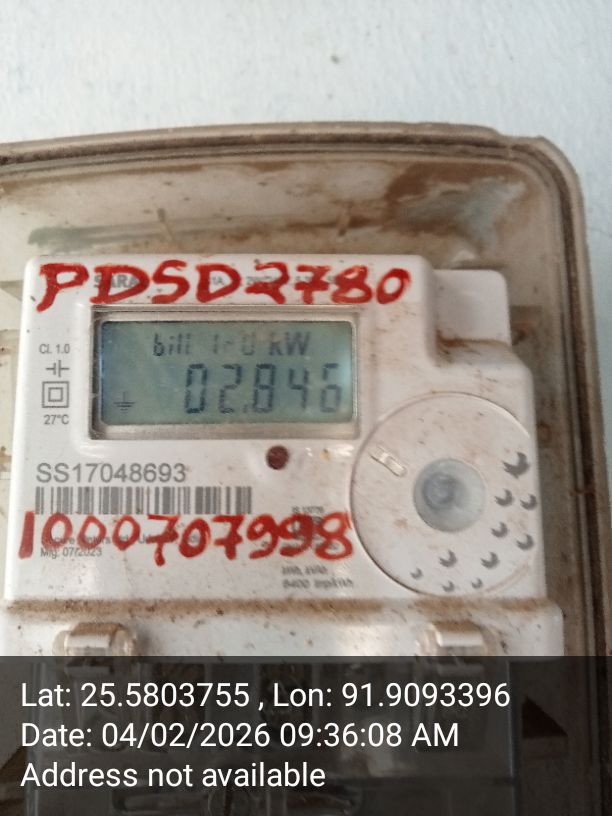 PDSD2780
Cl. 1.0
bill 1-0 kW
02.846
27°C
SS17048693
1000707998
Mfg: 07/2023
6400 imp/kWh
Lat: 25.5803755 , Lon: 91.9093396
Date: 04/02/2026 09:36:08 AM
Address not available